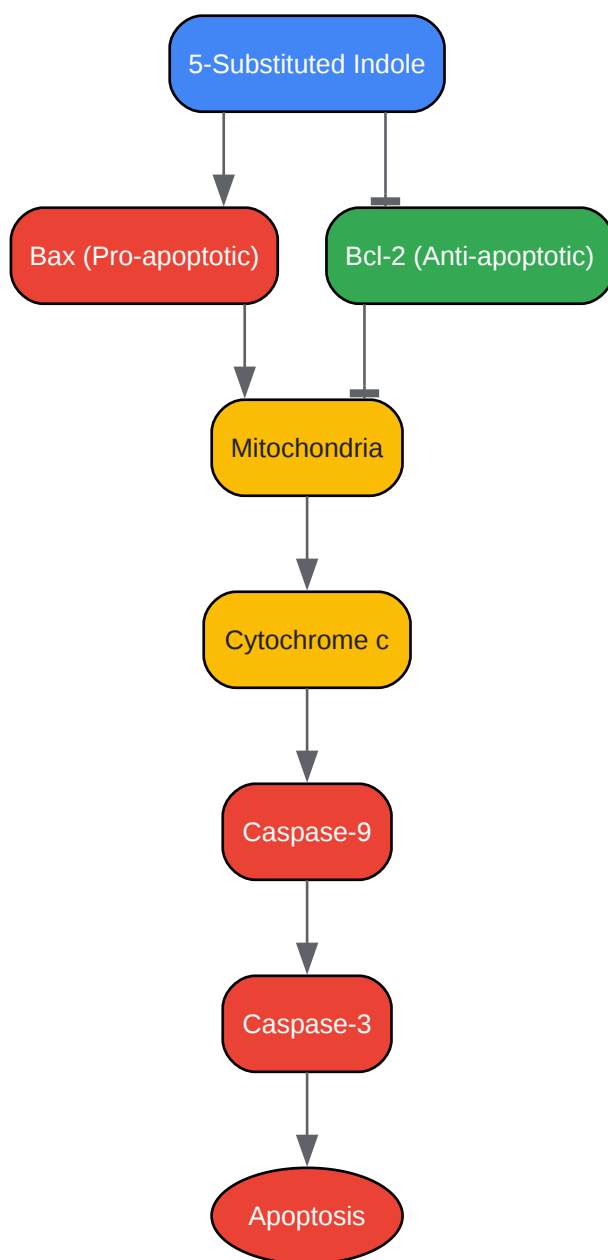 5-Substituted Indole
Bax (Pro-apoptotic)
Bcl-2 (Anti-apoptotic)
Mitochondria
Cytochrome c
Caspase-9
Caspase-3
Apoptosis